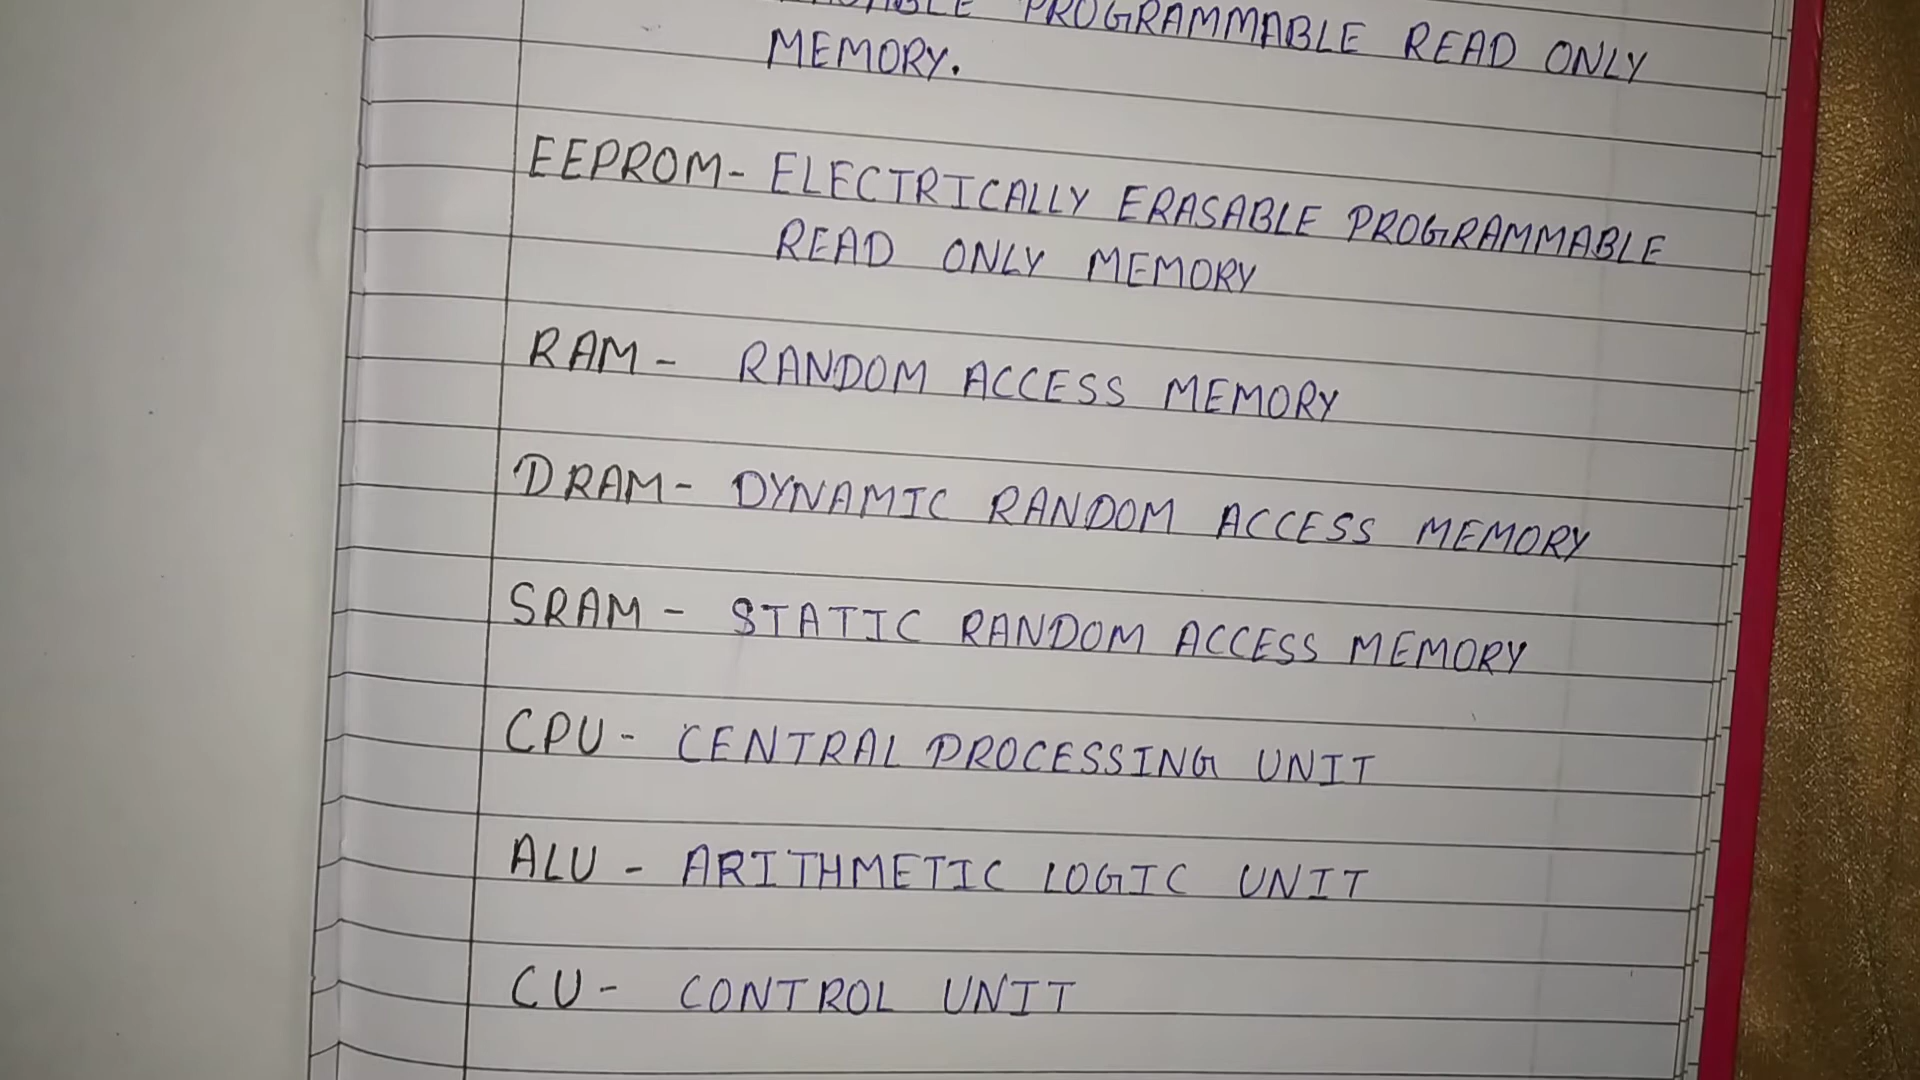 PROGRAMMABLE READ ONLY
MEMORY.
EEPROM- ELECTRICALLY ERASABLE PROGRAMMABLE
READ ONLY MEMORY
RAM - RANDOM ACCESS MEMORY
DRAM- DYNAMIC RANDOM ACCESS MEMORY
SRAM - STATIC RANDOM ACCESS MEMORY
CPU- CENTRAL PROCESSING UNIT
ALU - ARITHMETIC LOGIC UNIT
CU- CONTROL UNIT